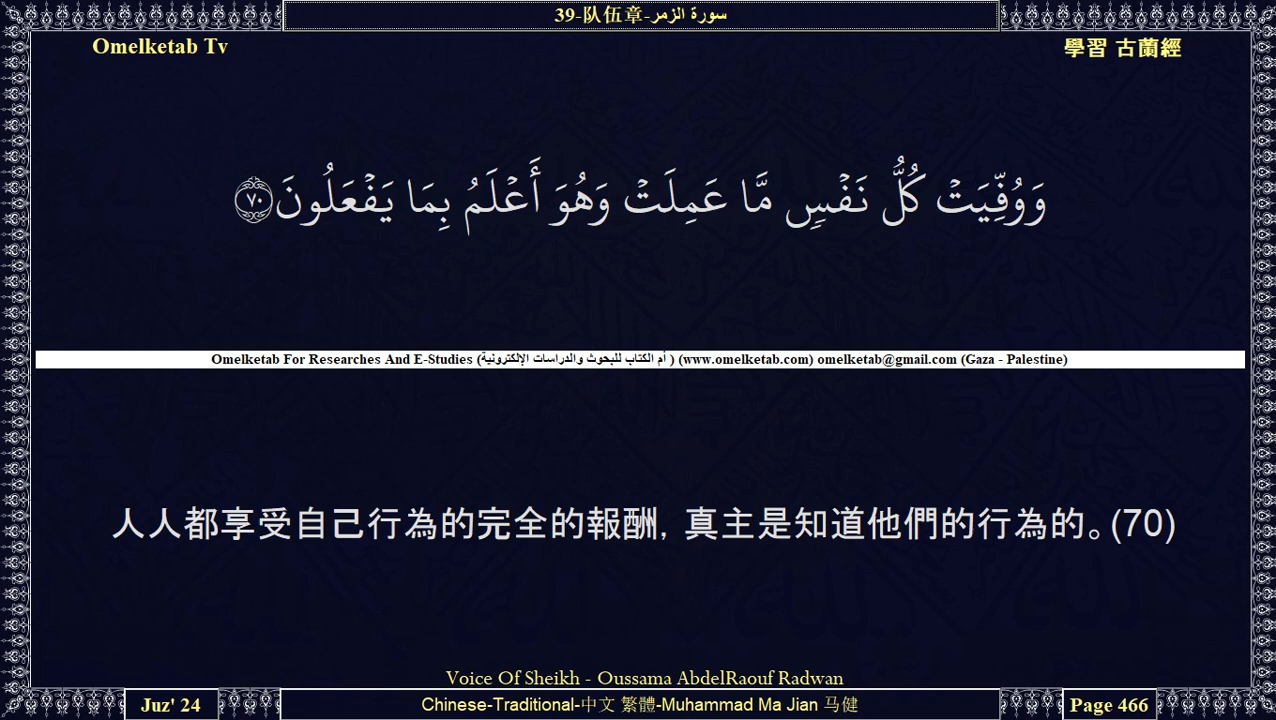 39-队伍章-سورة الزمر
Omelketab Tv
學習 古蘭經
وَوُفِّيَتْ كُلُّ نَفْسٍ مَّا عَمِلَتْ وَهُوَ أَعْلَمُ بِمَا يَفْعَلُونَ ٧٠
Omelketab For Researches And E-Studies (أم الكتاب للبحوث والدراسات الإلكترونية ) (www.omelketab.com) omelketab@gmail.com (Gaza - Palestine)
人人都享受自己行為的完全的報酬，真主是知道他們的行為的。(70)
Voice Of Sheikh - Oussama AbdelRaouf Radwan
Juz' 24
Chinese-Traditional-中文 繁體-Muhammad Ma Jian 马健
Page 466